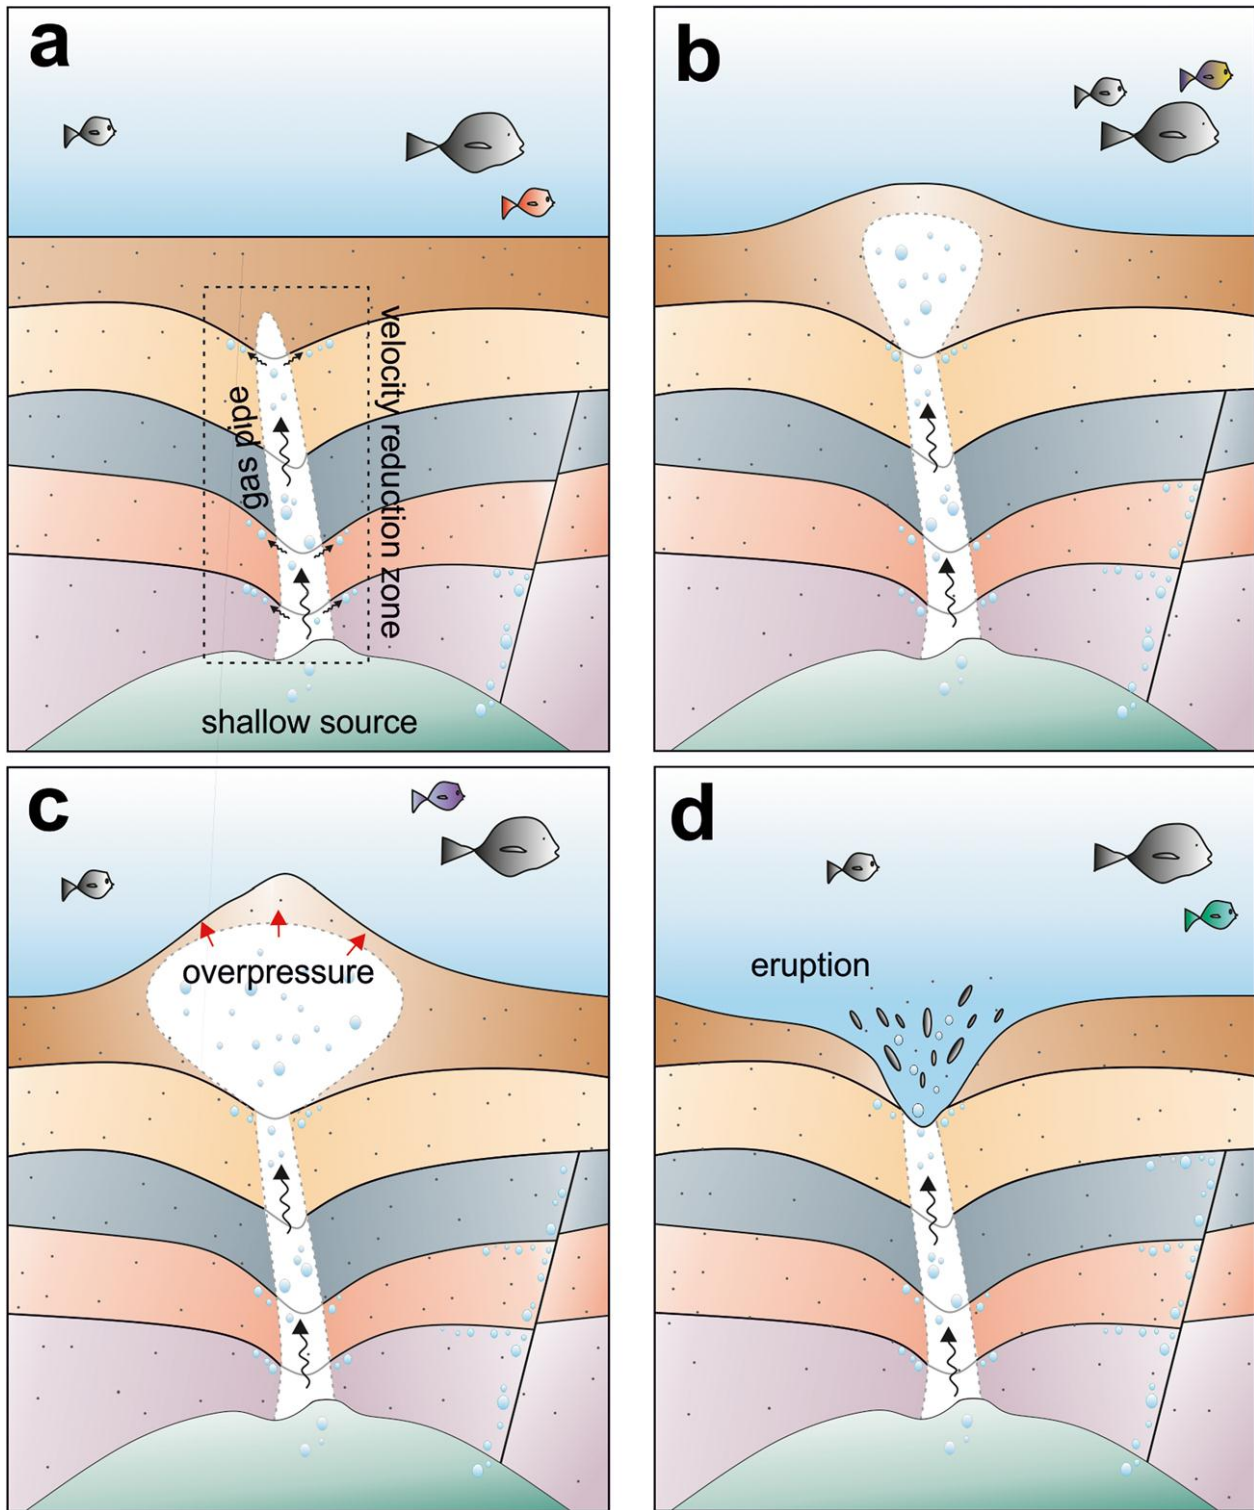 a
gas pipe
velocity reduction zone
shallow source
b
c
overpressure
d
eruption